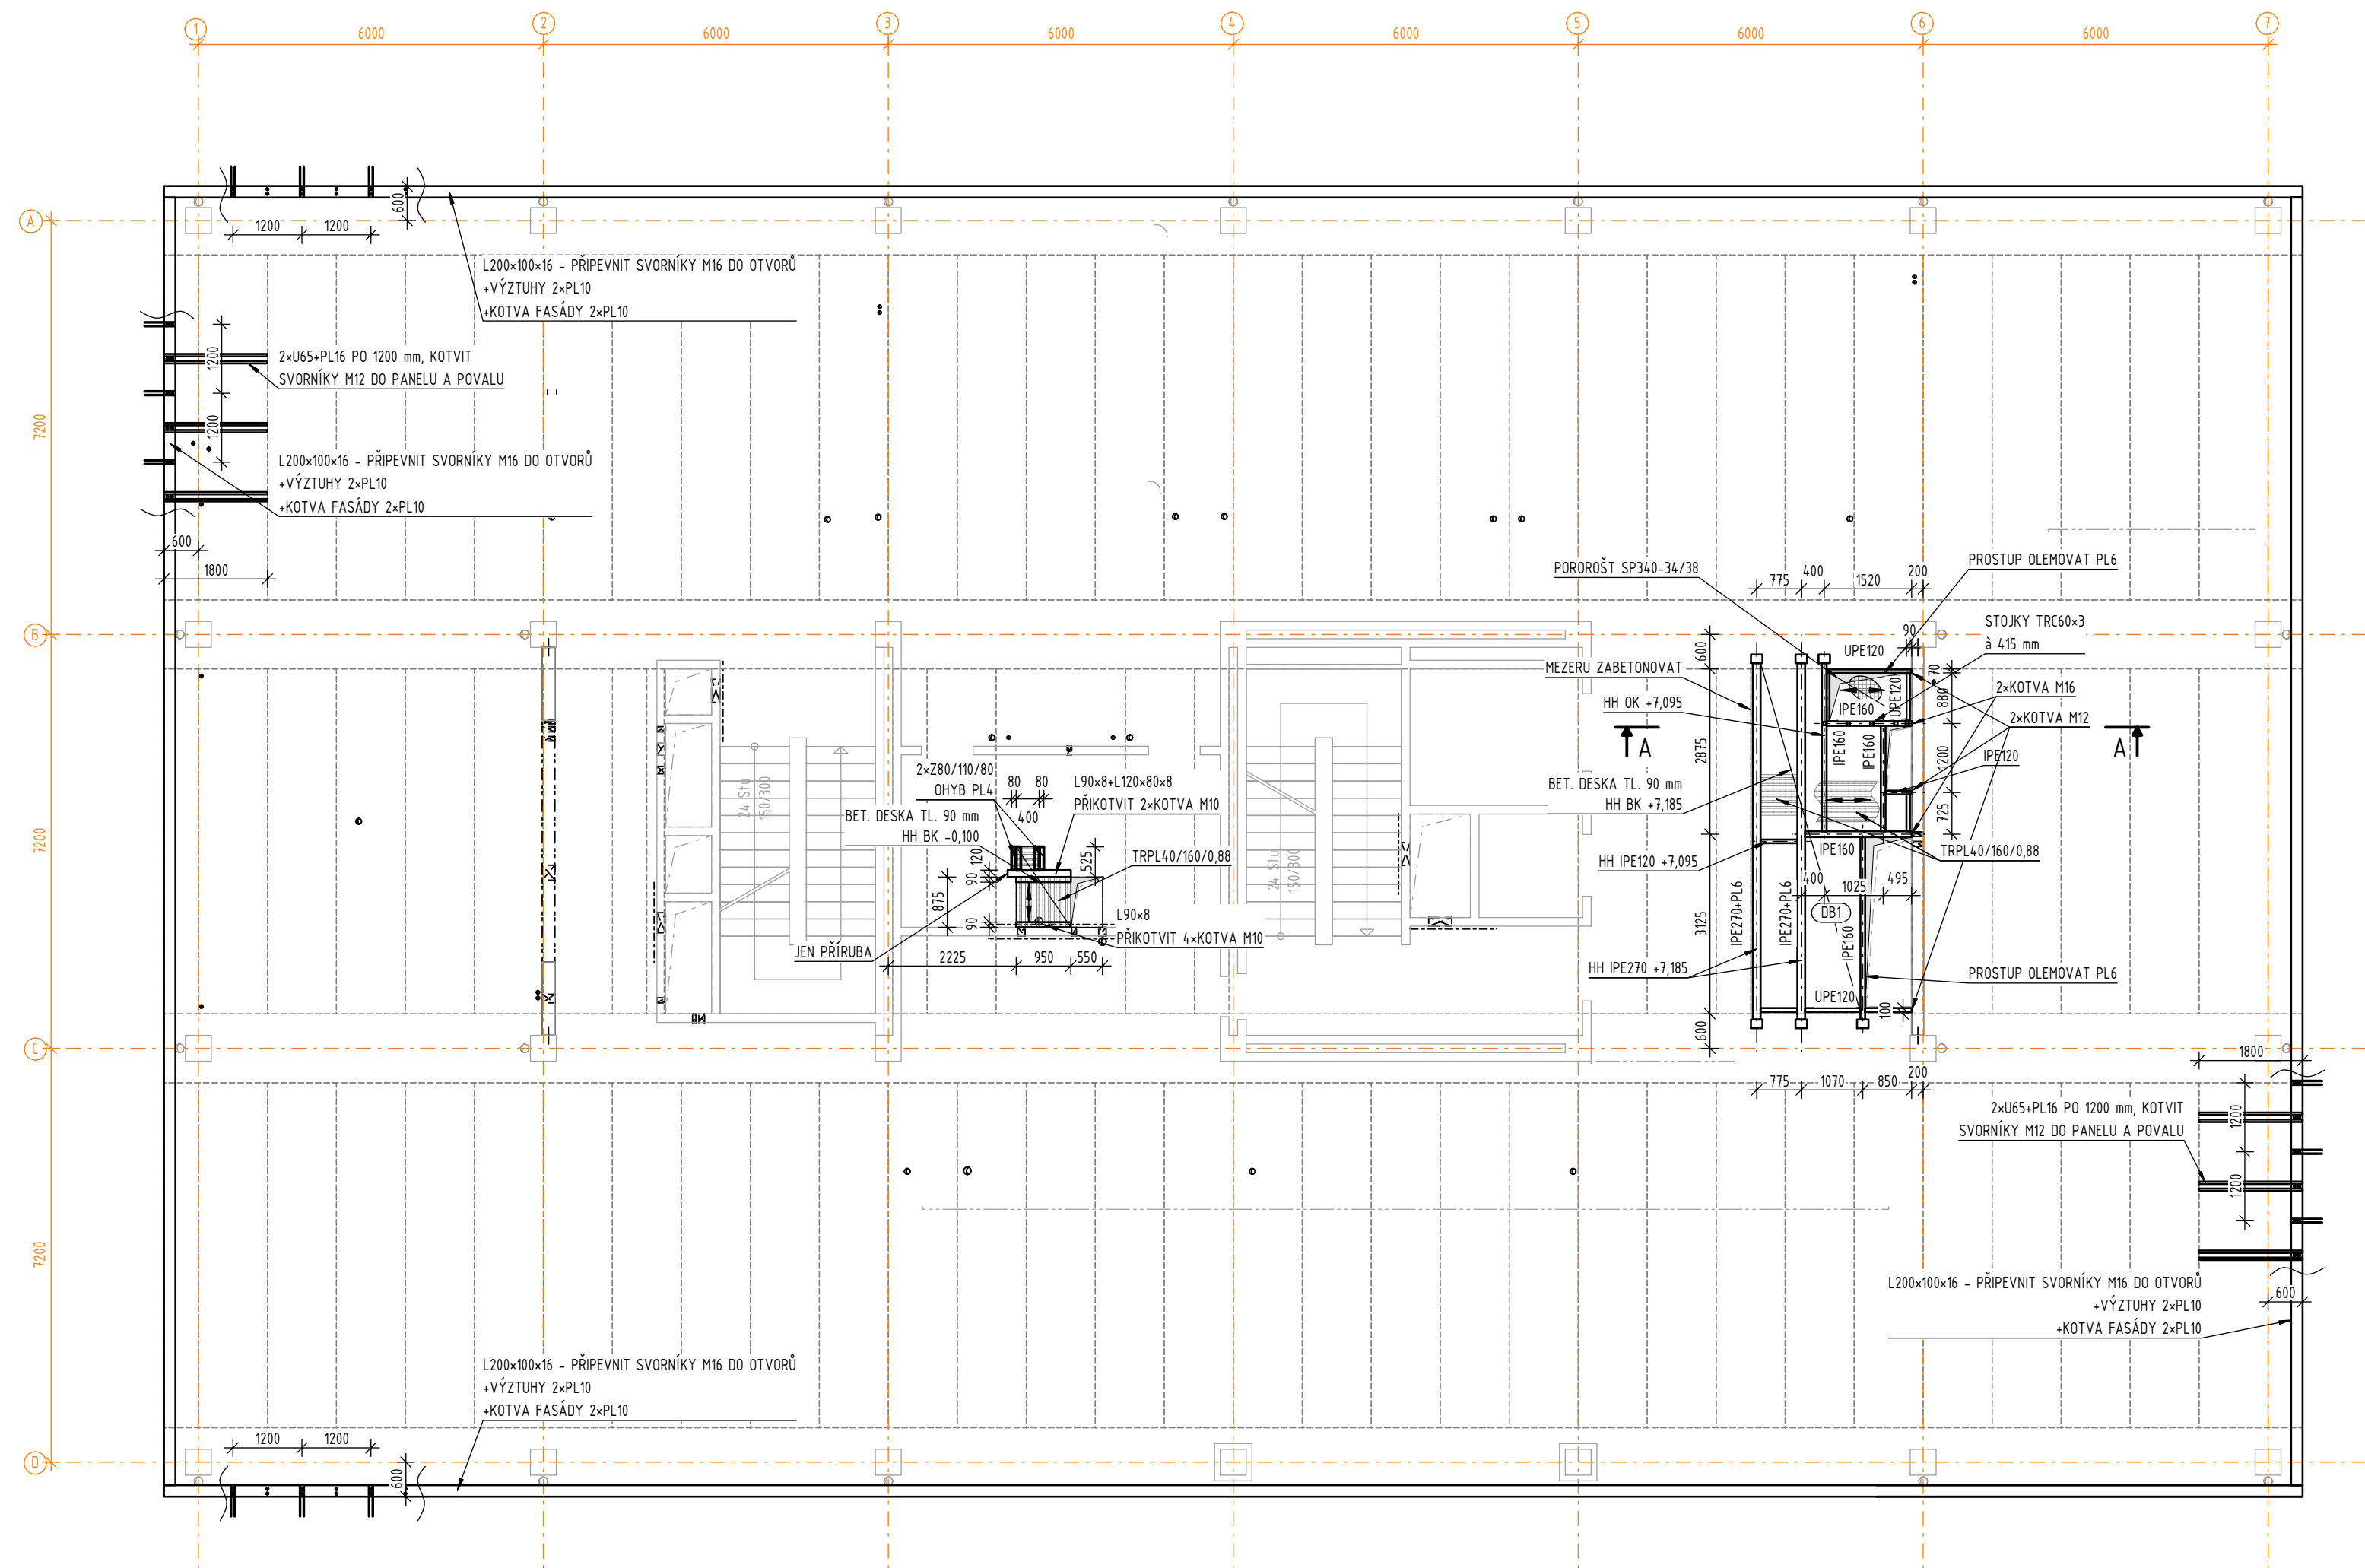 1
2
3
4
5
6
7
6000
6000
6000
6000
6000
6000
A
B
C
D
7200
7200
7200
600
1200
1200
L200×100×16 - PŘIPEVNIT SVORNÍKY M16 DO OTVORŮ
+VÝZTUHY 2×PL10
+KOTVA FASÁDY 2×PL10
1200
1200
2×U65+PL16 PO 1200 mm, KOTVIT
SVORNÍKY M12 DO PANELU A POVALU
L200×100×16 - PŘIPEVNIT SVORNÍKY M16 DO OTVORŮ
+VÝZTUHY 2×PL10
+KOTVA FASÁDY 2×PL10
600
1800
POROROŠT SP340-34/38
PROSTUP OLEMOVAT PL6
775
400
1520
200
STOJKY TRC60×3
à 415 mm
90
UPE120
600
70
MEZERU ZABETONOVAT
880
UPE120
2×KOTVA M16
HH OK +7,095
IPE160
2×KOTVA M12
A
A
2875
IPE160
IPE160
1200
IPE120
BET. DESKA TL. 90 mm
HH BK +7,185
725
HH IPE120 +7,095
IPE160
TRPL40/160/0,88
400
1025
495
DB1
3125
IPE270+PL6
IPE270+PL6
IPE160
HH IPE270 +7,185
PROSTUP OLEMOVAT PL6
UPE120
100
600
775
1070
850
200
24 Stu
150/300
2×Z80/110/80
OHYB PL4
80
80
400
L90×8+L120×80×8
PŘIKOTVIT 2×KOTVA M10
BET. DESKA TL. 90 mm
HH BK -0,100
120
90
525
TRPL40/160/0,88
875
90
L90×8
PŘIKOTVIT 4×KOTVA M10
JEN PŘÍRUBA
2225
950
550
24 Stu
150/300
1800
1200
1200
2×U65+PL16 PO 1200 mm, KOTVIT
SVORNÍKY M12 DO PANELU A POVALU
L200×100×16 - PŘIPEVNIT SVORNÍKY M16 DO OTVORŮ
+VÝZTUHY 2×PL10
+KOTVA FASÁDY 2×PL10
600
L200×100×16 - PŘIPEVNIT SVORNÍKY M16 DO OTVORŮ
+VÝZTUHY 2×PL10
+KOTVA FASÁDY 2×PL10
1200
1200
600